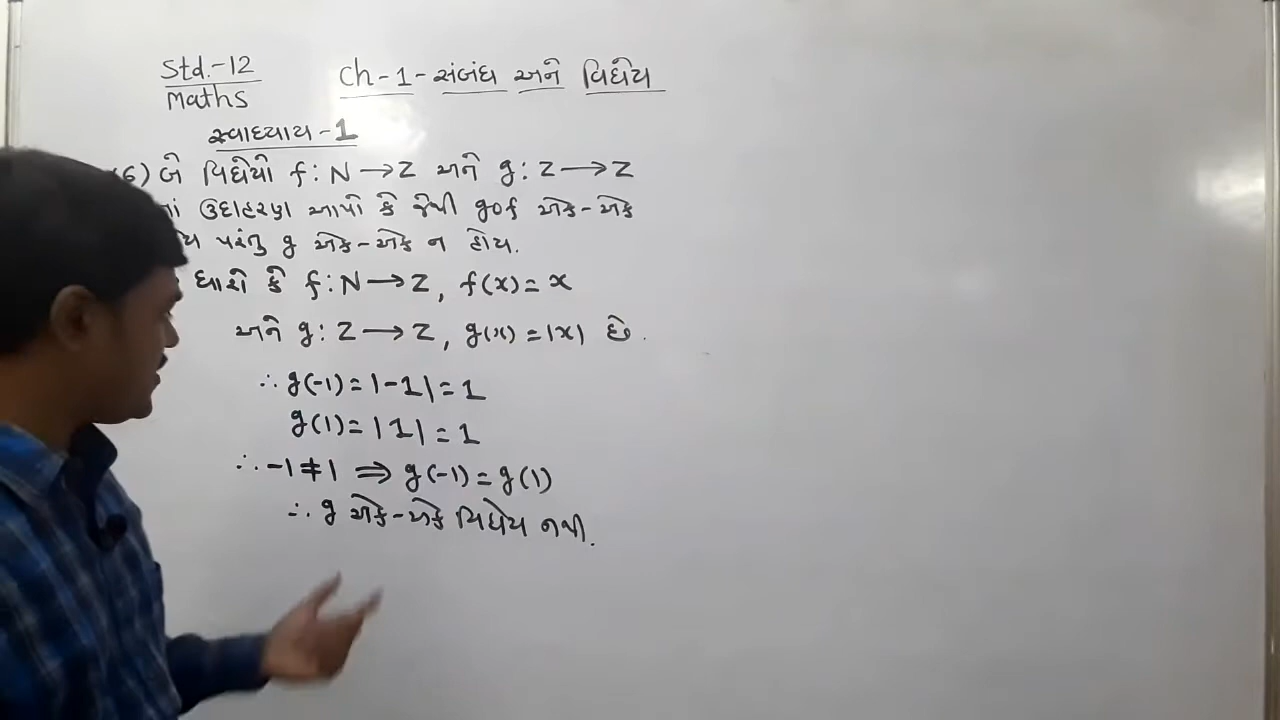 Std.-12
Maths
Ch-1-સંબંધ અને વિધેય
સ્વાધ્યાય-1
6) બે વિધેયો f: N → Z અને g: Z → Z
ઉદાહરણ આપો કે જેથી gof એક-એક
પરંતુ g એક-એક ન હોય.
ધારો કે f: N → Z, f(x) = x
અને g: Z → Z, g(x) = |x| છે.
∴ g(-1) = |-1| = 1
g(1) = |1| = 1
∴ -1 ≠ 1 ⇒ g(-1) = g(1)
∴ g એક-એક વિધેય નથી.